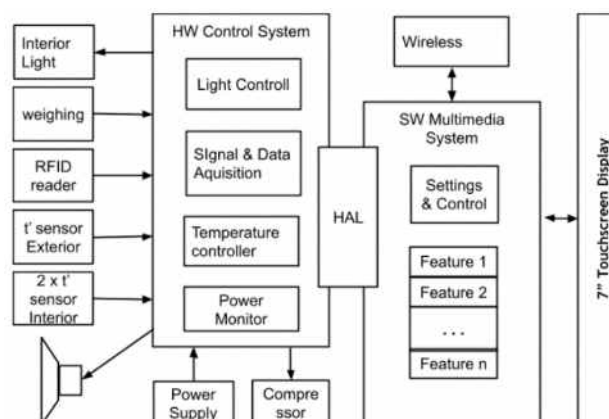 Interior
Light
weighing
RFID
reader
t' sensor
Exterior
2 x t'
sensor
Interior
HW Control System
Light Controll
SIgnal & Data
Aquisition
Temperature
controller
Power
Monitor
Power
Supply
Compre
ssor
HAL
Wireless
SW Multimedia
System
Settings
& Control
Feature 1
Feature 2
...
Feature n
7" Touchscreen Display